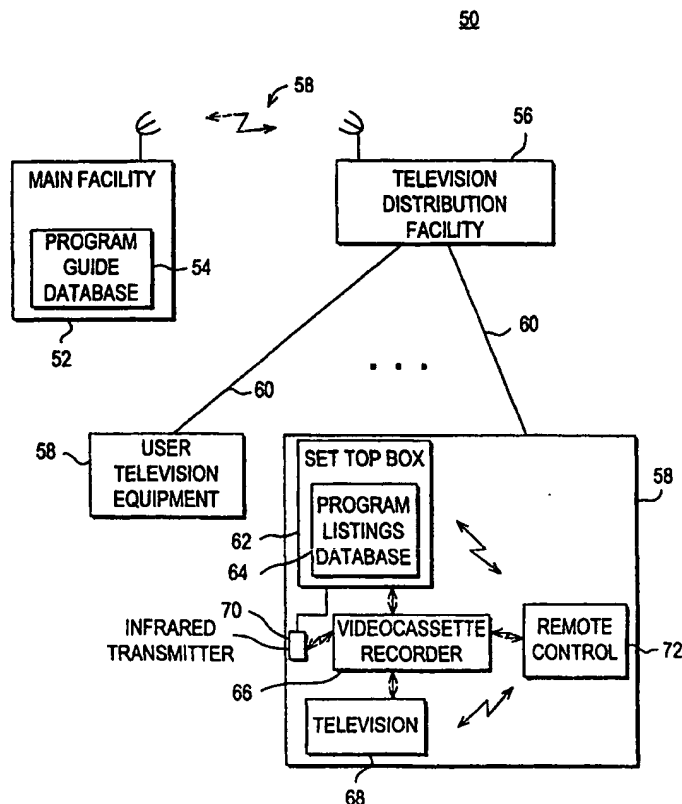 50
58
56
MAIN FACILITY
PROGRAM
GUIDE
DATABASE
54
52
TELEVISION
DISTRIBUTION
FACILITY
60
60
. . .
58
USER
TELEVISION
EQUIPMENT
SET TOP BOX
58
PROGRAM
LISTINGS
DATABASE
62
64
70
INFRARED
TRANSMITTER
VIDEOCASSETTE
RECORDER
66
REMOTE
CONTROL
72
TELEVISION
68